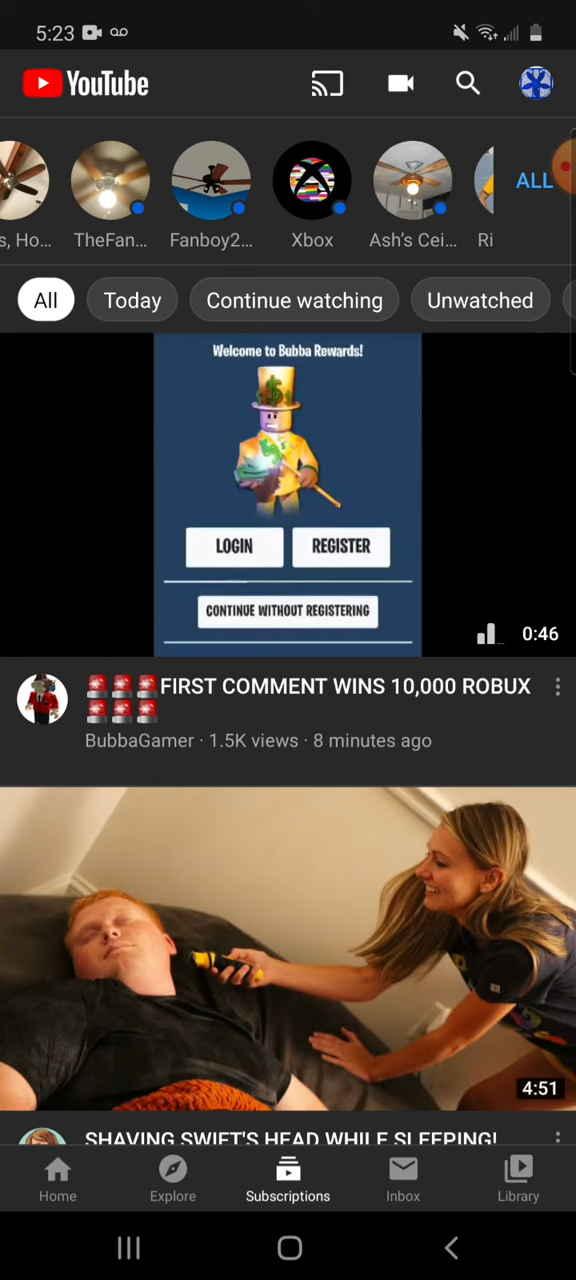 5:23
YouTube
s, Ho...
TheFan...
Fanboy2...
Xbox
Ash's Cei...
Ri
ALL
All
Today
Continue watching
Unwatched
Welcome to Bubba Rewards!
LOGIN
REGISTER
CONTINUE WITHOUT REGISTERING
0:46
🚨🚨🚨FIRST COMMENT WINS 10,000 ROBUX
🚨🚨🚨
BubbaGamer · 1.5K views · 8 minutes ago
4:51
SHAVING SWIFT'S HEAD WHILE SLEEPING!
Home
Explore
Subscriptions
Inbox
Library